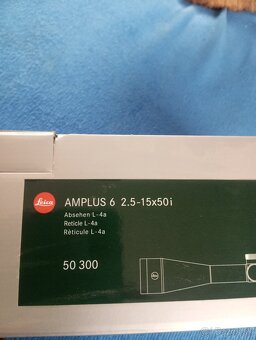 Leica
AMPLUS 6 2.5-15x50i
Absehen L-4a
Reticle L-4a
Réticule L-4a
50 300